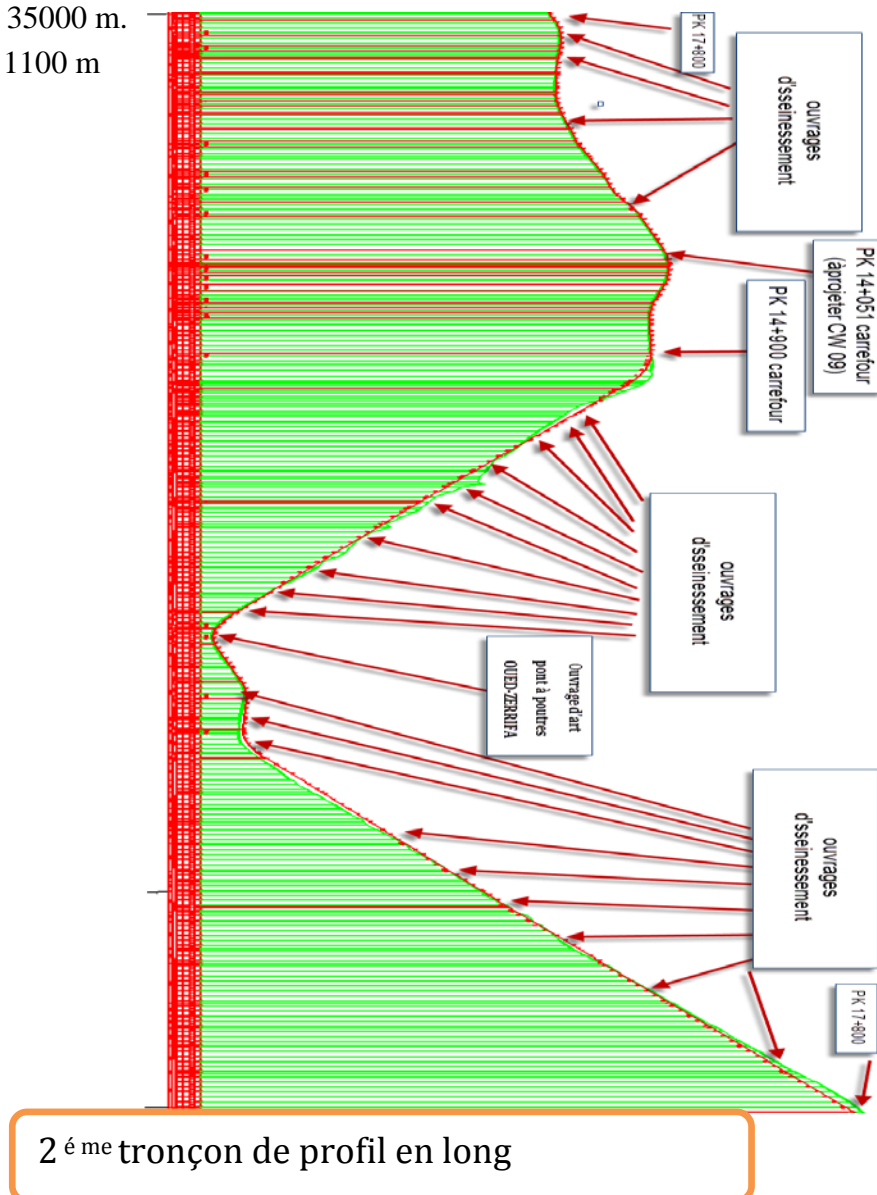 35000 m.
1100 m
PK 17+800
ouvrages
d'sseinessement
PK 14+051 carrefour
(àprojeter CW 09)
PK 14+900 carrefour
ouvrages
d'sseinessement
Ouvrage d'art
pont à poutres
OUED-ZERRIFA
ouvrages
d'sseinessement
PK 17+800
2 é me tronçon de profil en long